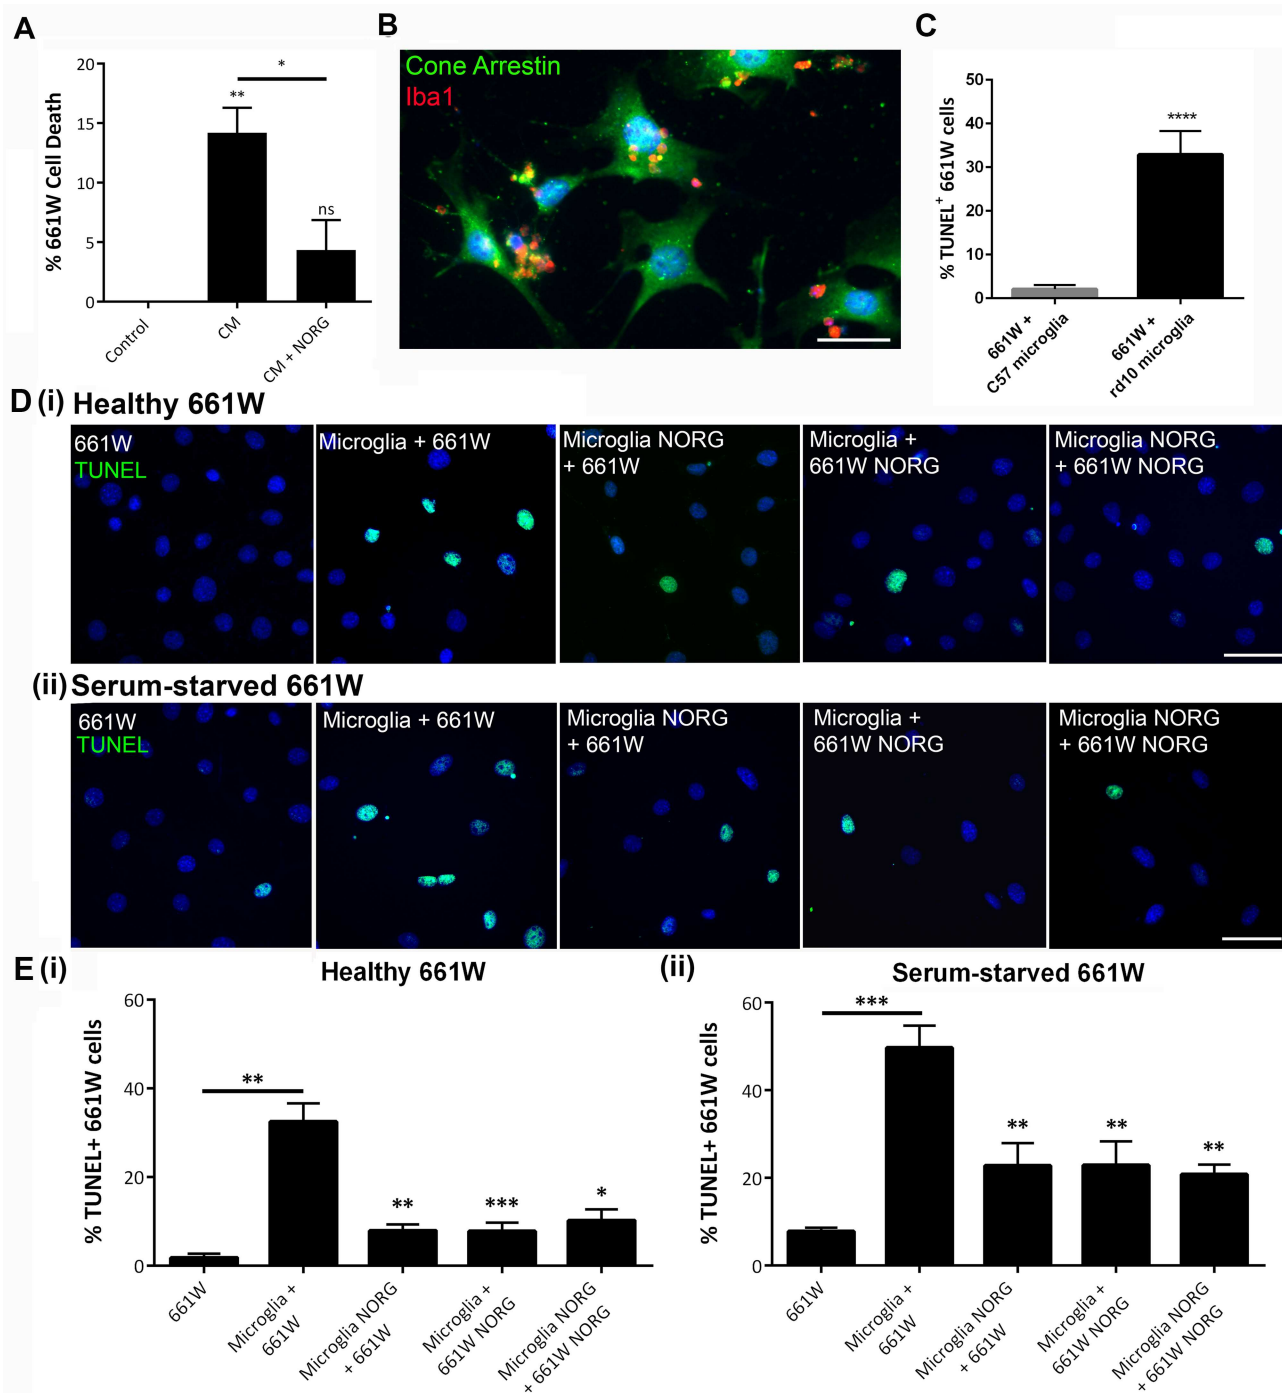 A
% 661W Cell Death
20
15
10
5
0
*
**
ns
Control
CM
CM + NORG
B
Cone Arrestin
Iba1
C
% TUNEL+ 661W cells
50
40
30
20
10
0
****
661W +
C57 microglia
661W +
rd10 microglia
D (i) Healthy 661W
661W
TUNEL
Microglia + 661W
Microglia NORG
+ 661W
Microglia +
661W NORG
Microglia NORG
+ 661W NORG
(ii) Serum-starved 661W
661W
TUNEL
Microglia + 661W
Microglia NORG
+ 661W
Microglia +
661W NORG
Microglia NORG
+ 661W NORG
E (i)
Healthy 661W
% TUNEL+ 661W cells
60
40
20
0
**
**
***
*
661W
Microglia +
661W
Microglia NORG
+ 661W
Microglia +
661W NORG
Microglia NORG
+ 661W NORG
(ii)
Serum-starved 661W
% TUNEL+ 661W cells
60
40
20
0
***
**
**
**
661W
Microglia +
661W
Microglia NORG
+ 661W
Microglia +
661W NORG
Microglia NORG
+ 661W NORG